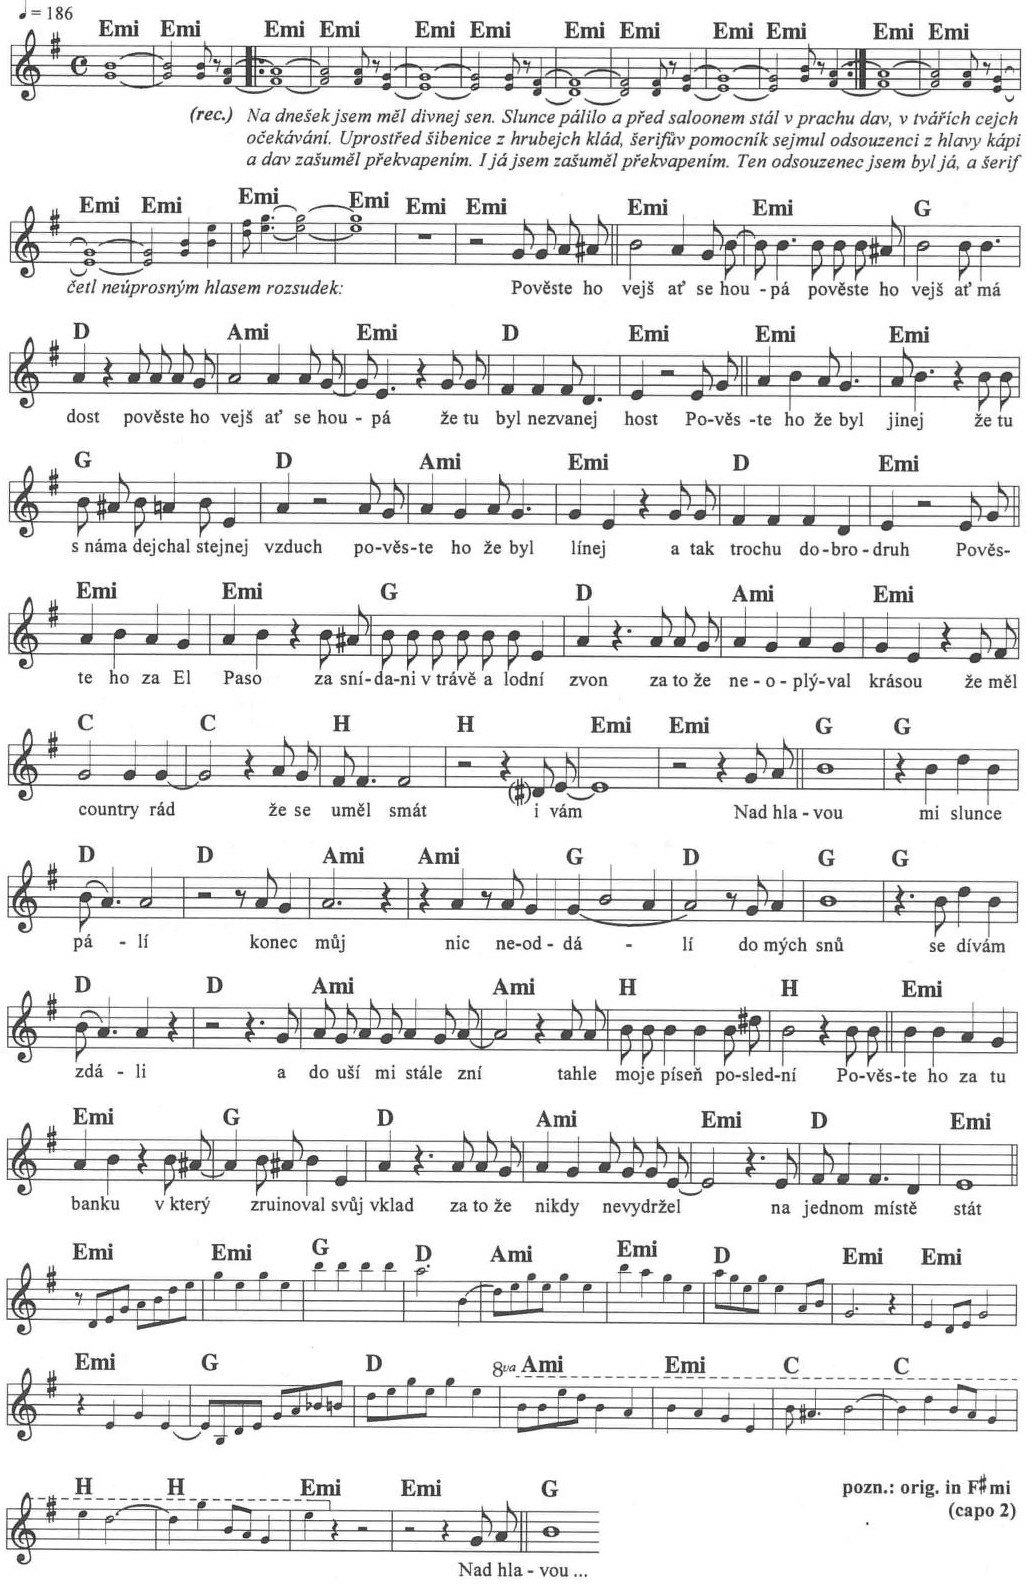 ♩ = 186
Emi Emi Emi Emi Emi Emi Emi Emi Emi Emi Emi Emi
(rec.) Na dnešek jsem měl divnej sen. Slunce pálilo a před saloonem stál v prachu dav, v tvářích cejch
očekávání. Uprostřed šibenice z hrubejch klád, šerifův pomocník sejmul odsouzenci z hlavy kápi
a dav zašuměl překvapením. I já jsem zašuměl překvapením. Ten odsouzenec jsem byl já, a šerif
Emi Emi Emi Emi Emi Emi Emi Emi G
četl neúprosným hlasem rozsudek: Pověste ho vejš ať se hou - pá pověste ho vejš ať má
D Ami Emi D Emi Emi Emi
dost pověste ho vejš ať se hou - pá že tu byl nezvanej host Po-věs -te ho že byl jinej že tu
G D Ami Emi D Emi
s náma dejchal stejnej vzduch po-věs-te ho že byl línej a tak trochu do-bro-druh Pověs-
Emi Emi G D Ami Emi
te ho za El Paso za sní-da-ni v trávě a lodní zvon za to že ne-o-plý-val krásou že měl
C C H H Emi Emi G G
country rád že se uměl smát i vám Nad hla-vou mi slunce
D D Ami Ami G D G G
pá - lí konec můj nic ne-od-dá - lí do mých snů se dívám
D D Ami Ami H H Emi
zdá - li a do uší mi stále zní tahle moje píseň po-sled-ní Po-věs-te ho za tu
Emi G D Ami Emi D Emi
banku v který zruinoval svůj vklad za to že nikdy nevydržel na jednom místě stát
Emi Emi G D Ami Emi D Emi Emi
Emi G D 8va Ami Emi C C
H H Emi Emi G pozn.: orig. in F#mi
(capo 2)
Nad hla - vou ...